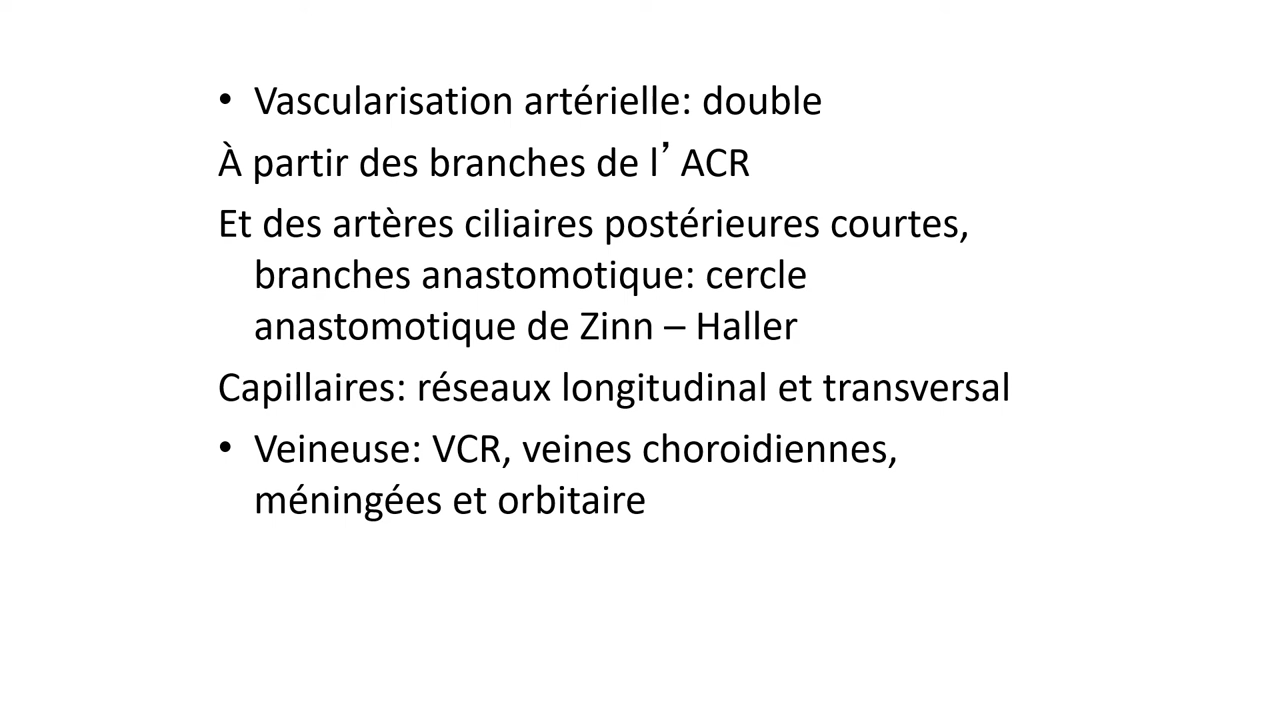 • Vascularisation artérielle: double
À partir des branches de l’ ACR
Et des artères ciliaires postérieures courtes,
branches anastomotique: cercle
anastomotique de Zinn – Haller
Capillaires: réseaux longitudinal et transversal
• Veineuse: VCR, veines choroidiennes,
méningées et orbitaire